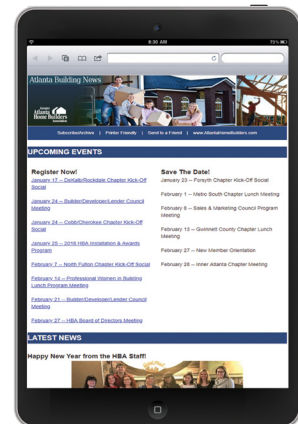 8:30 AM
75%
Atlanta Building News
Greater
Atlanta
Home Builders
Association
Subscribe/Archive | Printer Friendly | Send to a Friend | www.AtlantaHomeBuilders.com
UPCOMING EVENTS
Register Now!
January 17 -- DeKalb/Rockdale Chapter Kick-Off
Social
January 24 -- Builder/Developer/Lender Council
Meeting
January 24 -- Cobb/Cherokee Chapter Kick-Off
Social
January 25 -- 2018 HBA Installation & Awards
Program
February 7 -- North Fulton Chapter Kick-Off Social
February 14 -- Professional Women in Building
Lunch Program Meeting
February 21 -- Builder/Developer/Lender Council
Meeting
February 27 -- HBA Board of Directors Meeting
Save The Date!
January 23 -- Forsyth Chapter Kick-Off Social
February 1 -- Metro South Chapter Lunch Meeting
February 8 -- Sales & Marketing Council Program
Meeting
February 13 -- Gwinnett County Chapter Lunch
Meeting
February 27 -- New Member Orientation
February 28 -- Inner Atlanta Chapter Meeting
LATEST NEWS
Happy New Year from the HBA Staff!